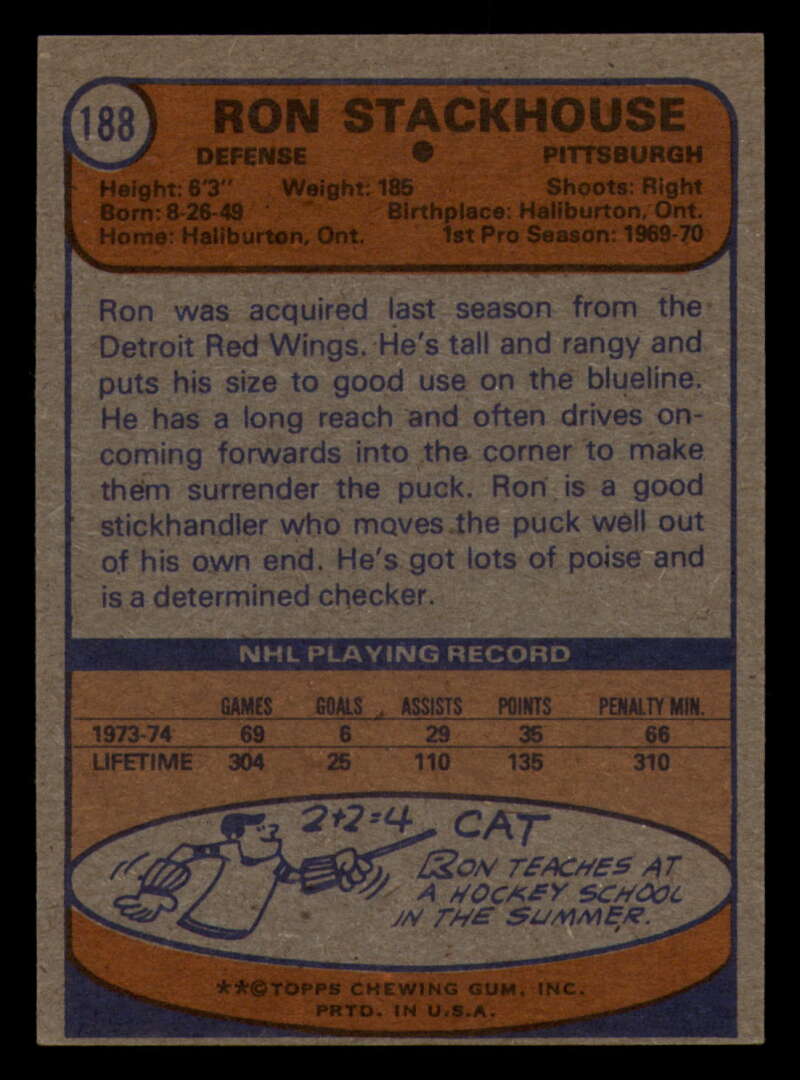 188
RON STACKHOUSE
DEFENSE ● PITTSBURGH
Height: 6'3" Weight: 185 Shoots: Right
Born: 8-26-49 Birthplace: Haliburton, Ont.
Home: Haliburton, Ont. 1st Pro Season: 1969-70
Ron was acquired last season from the
Detroit Red Wings. He's tall and rangy and
puts his size to good use on the blueline.
He has a long reach and often drives on-
coming forwards into the corner to make
them surrender the puck. Ron is a good
stickhandler who moves the puck well out
of his own end. He's got lots of poise and
is a determined checker.
NHL PLAYING RECORD
GAMES GOALS ASSISTS POINTS PENALTY MIN.
1973-74 69 6 29 35 66
LIFETIME 304 25 110 135 310
2+2=4 CAT
RON TEACHES AT
A HOCKEY SCHOOL
IN THE SUMMER.
**©TOPPS CHEWING GUM, INC.
PRTD. IN U.S.A.